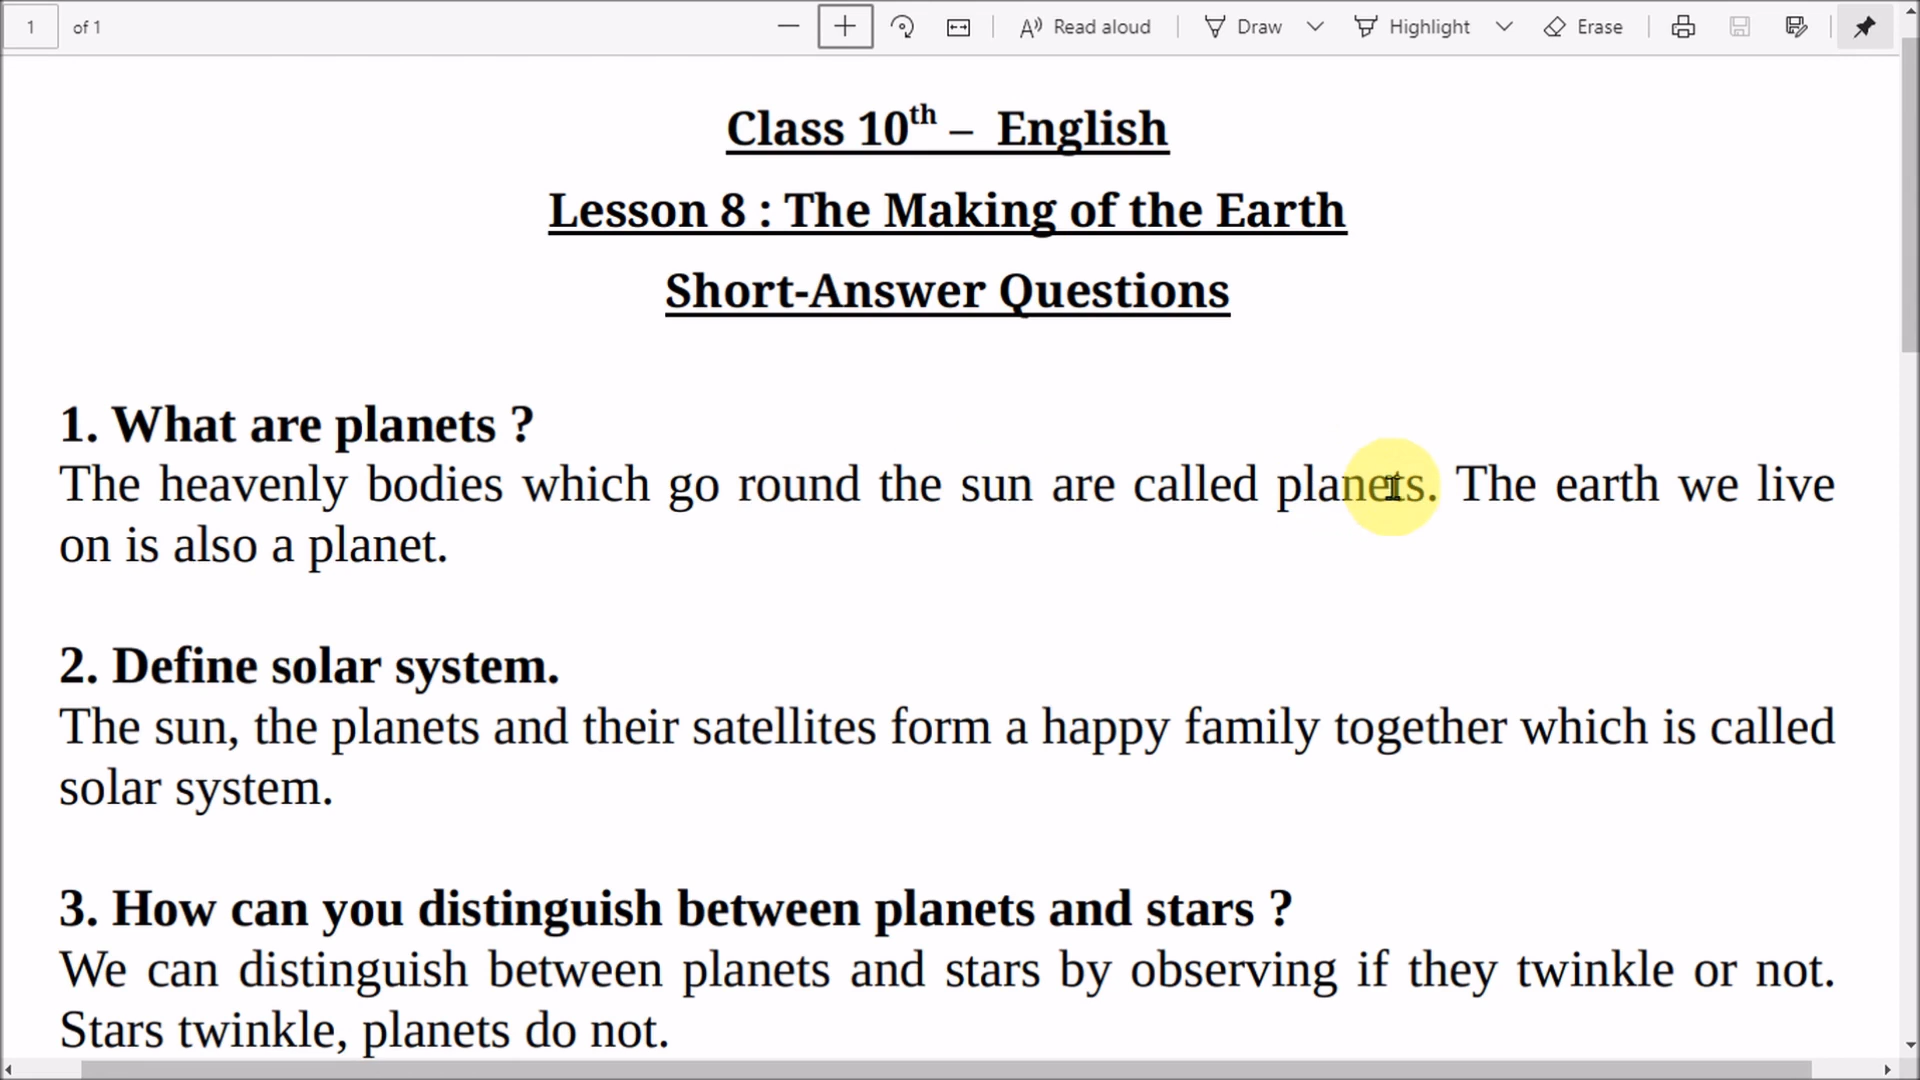 1 of 1 Read aloud Draw Highlight Erase
Class 10th – English
Lesson 8 : The Making of the Earth
Short-Answer Questions
1. What are planets ?
The heavenly bodies which go round the sun are called planets. The earth we live
on is also a planet.
2. Define solar system.
The sun, the planets and their satellites form a happy family together which is called
solar system.
3. How can you distinguish between planets and stars ?
We can distinguish between planets and stars by observing if they twinkle or not.
Stars twinkle, planets do not.